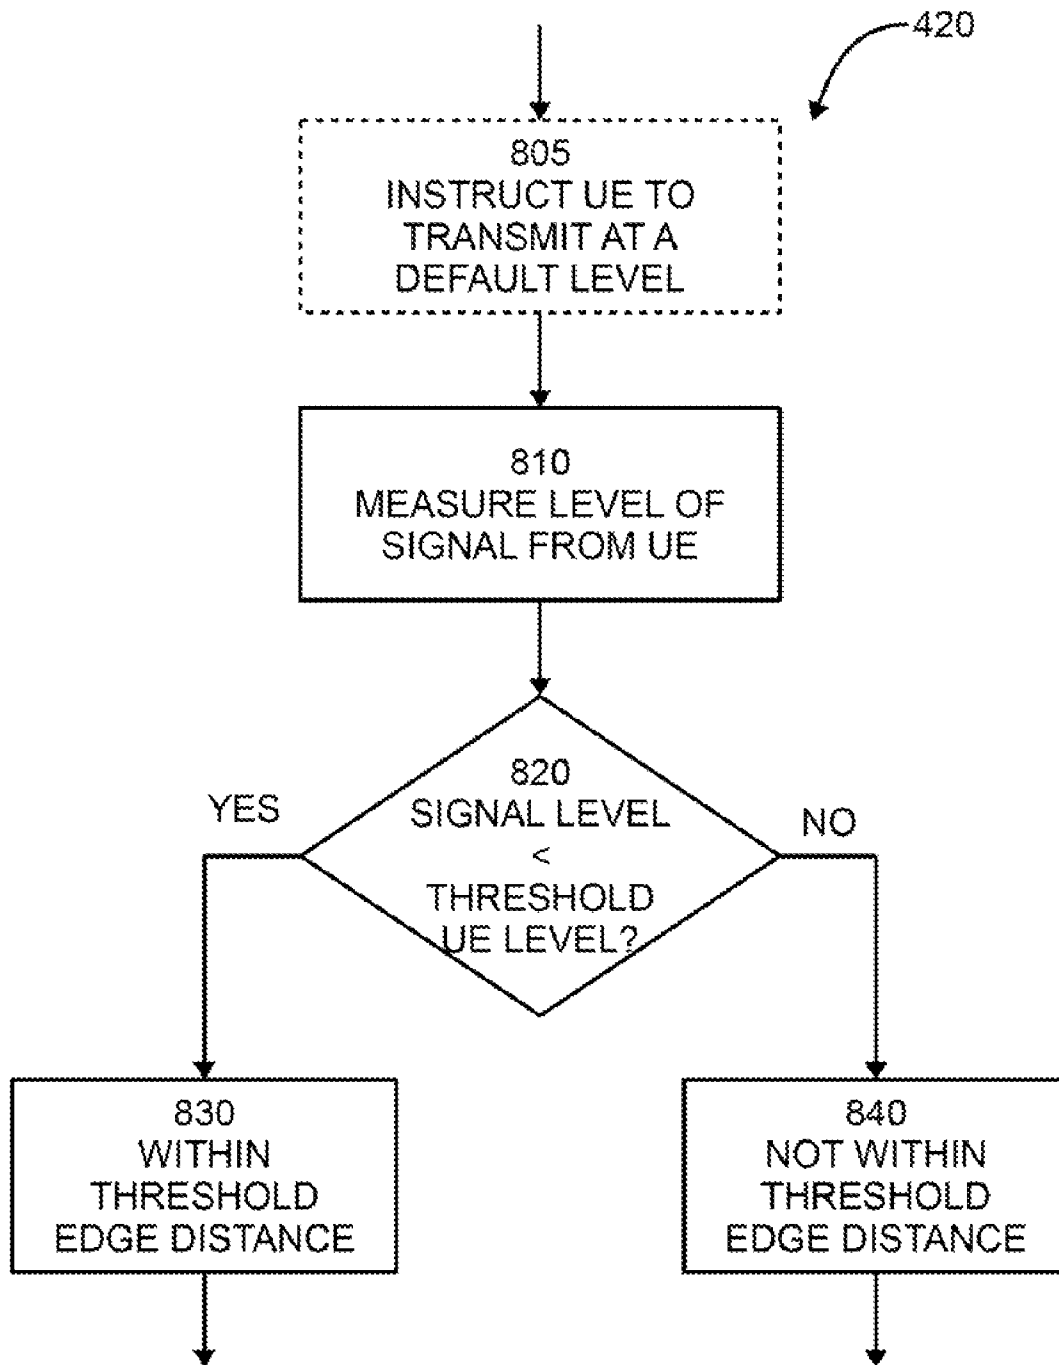 420
805
INSTRUCT UE TO
TRANSMIT AT A
DEFAULT LEVEL
810
MEASURE LEVEL OF
SIGNAL FROM UE
820
SIGNAL LEVEL
<
THRESHOLD
UE LEVEL?
YES
NO
830
WITHIN
THRESHOLD
EDGE DISTANCE
840
NOT WITHIN
THRESHOLD
EDGE DISTANCE